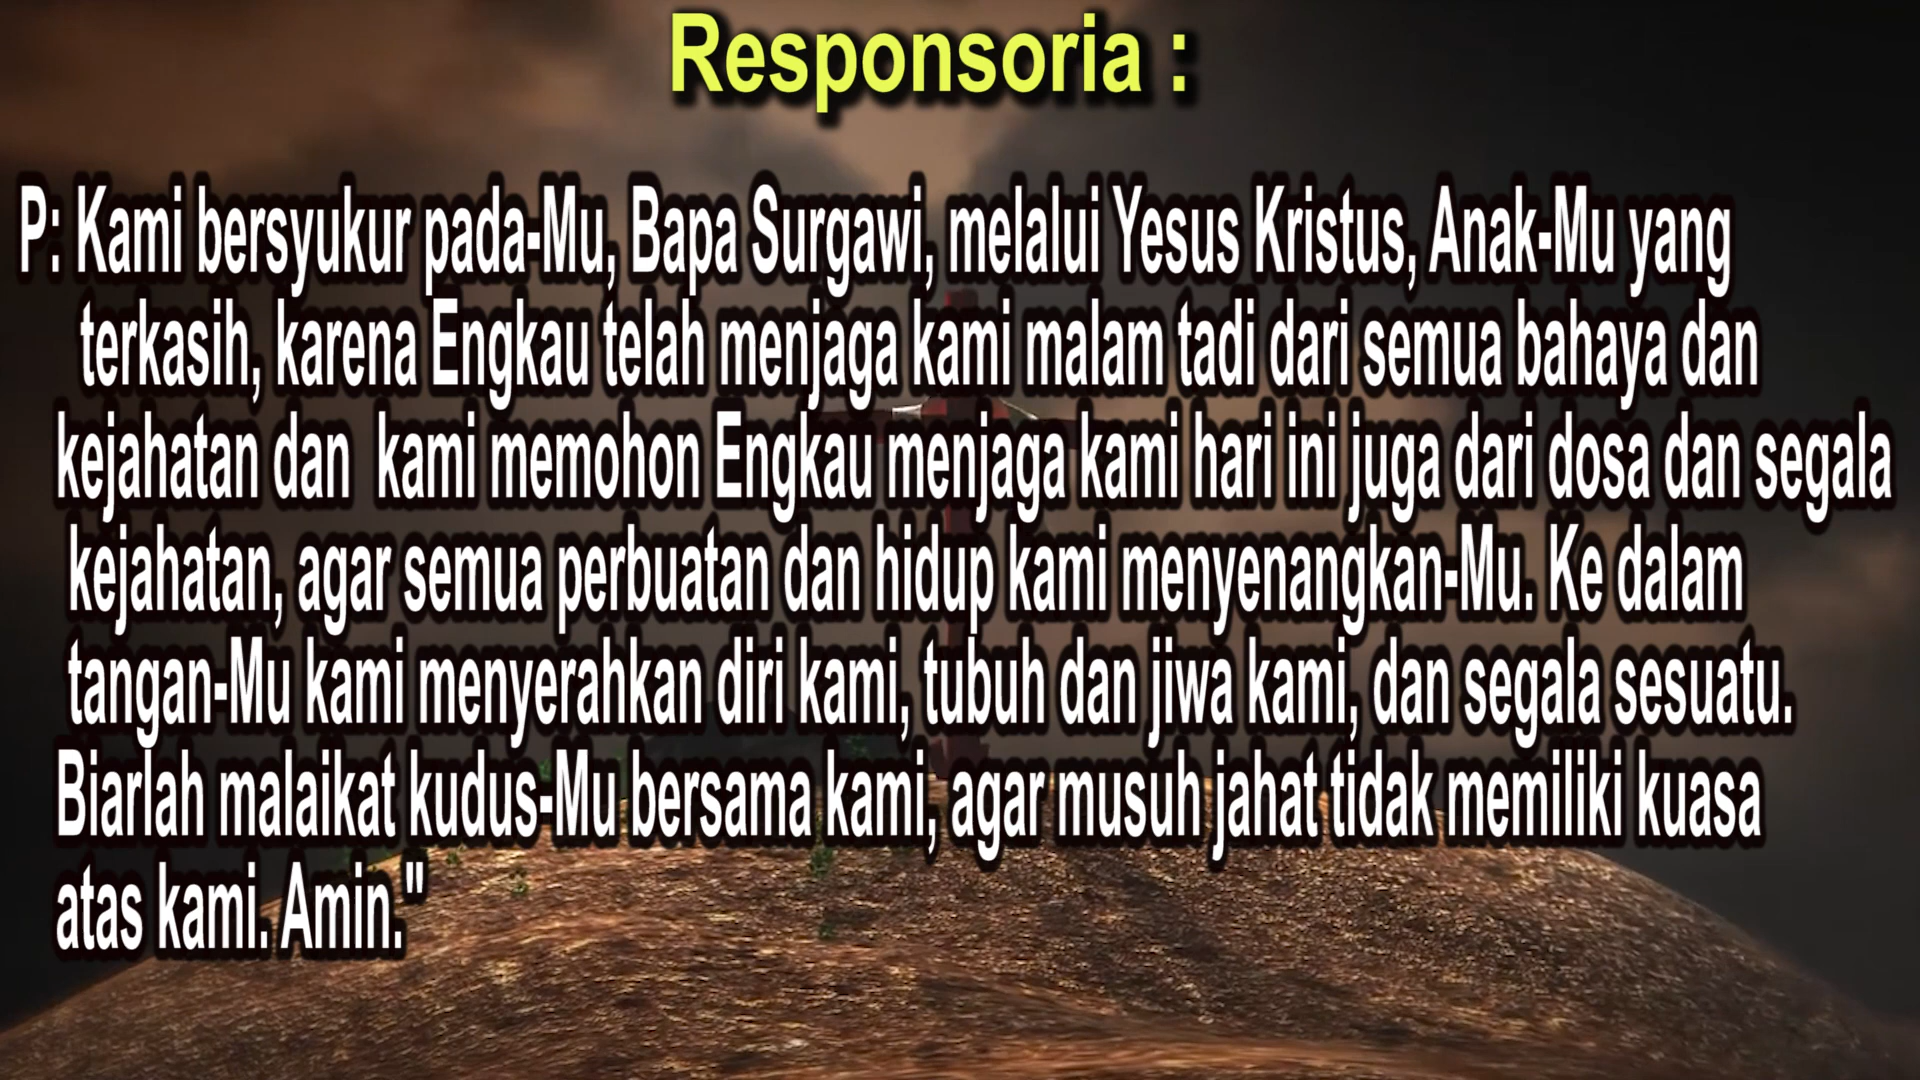 Responsoria :
P: Kami bersyukur pada-Mu, Bapa Surgawi, melalui Yesus Kristus, Anak-Mu yang
terkasih, karena Engkau telah menjaga kami malam tadi dari semua bahaya dan
kejahatan dan  kami memohon Engkau menjaga kami hari ini juga dari dosa dan segala
kejahatan, agar semua perbuatan dan hidup kami menyenangkan-Mu. Ke dalam
tangan-Mu kami menyerahkan diri kami, tubuh dan jiwa kami, dan segala sesuatu.
Biarlah malaikat kudus-Mu bersama kami, agar musuh jahat tidak memiliki kuasa
atas kami. Amin."